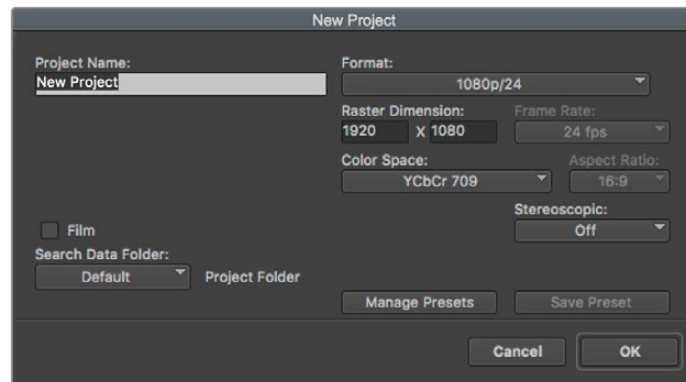 New Project
Project Name:
New Project
Format:
1080p/24
Raster Dimension:
Frame Rate:
1920 X 1080
24 fps
Color Space:
Aspect Ratio:
YCbCr 709
16:9
Stereoscopic:
Off
Film
Search Data Folder:
Default
Project Folder
Manage Presets
Save Preset
Cancel
OK